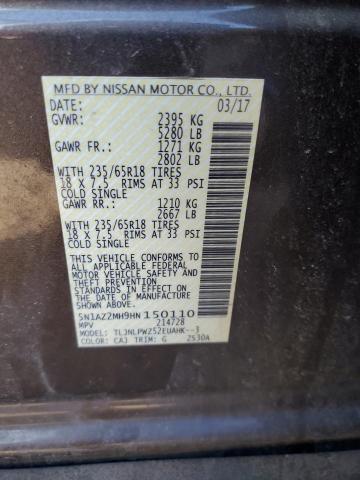 MFD BY NISSAN MOTOR CO., LTD.
DATE: 03/17
GVWR: 2395 KG
5280 LB
GAWR FR.: 1271 KG
2802 LB
WITH 235/65R18 TIRES
18 X 7.5 RIMS AT 33 PSI
COLD SINGLE
GAWR RR.: 1210 KG
2667 LB
WITH 235/65R18 TIRES
18 X 7.5 RIMS AT 33 PSI
COLD SINGLE
THIS VEHICLE CONFORMS TO
ALL APPLICABLE FEDERAL
MOTOR VEHICLE SAFETY
AND THEFT PREVENTION
STANDARDS IN EFFECT
ON THE DATE OF
MANUFACTURE SHOWN
ABOVE.
5N1AZ2MH9HN150110
MPV 214728
MODEL: TLJNLPWZ52EUAHK--J
COLOR: CAJ TRIM: G Z530A